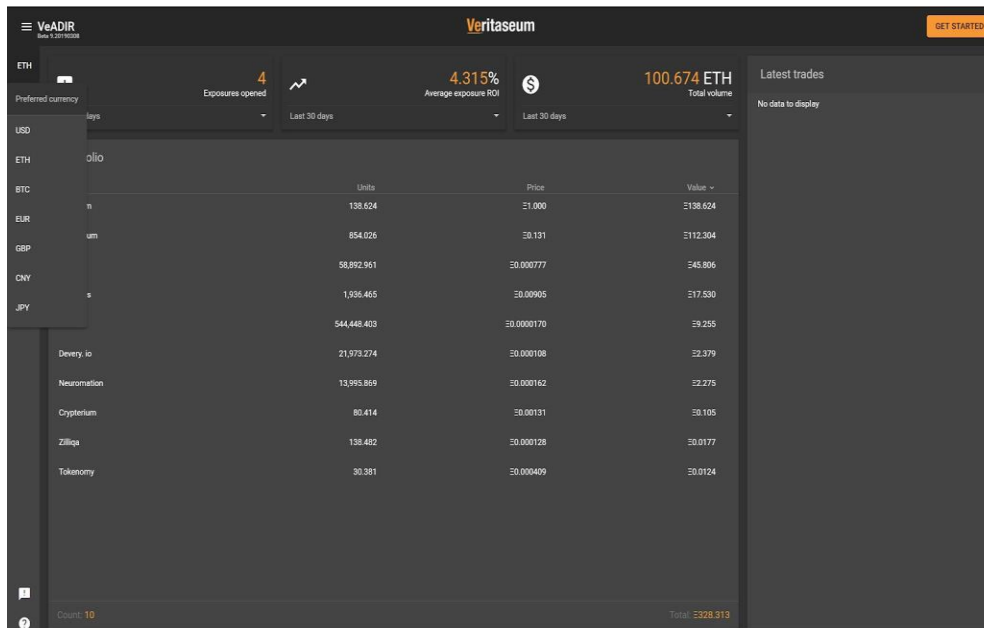 VeADIR
Beta 9.20190308
Veritaseum
GET STARTED
ETH
4
Exposures opened
4.315%
Average exposure ROI
Last 30 days
100.674 ETH
Total volume
Last 30 days
Latest trades
No data to display
Preferred currency
USD
ETH
BTC
EUR
GBP
CNY
JPY
Units Price Value
138.624 Ξ1.000 Ξ138.624
854.026 Ξ0.131 Ξ112.304
58,892.961 Ξ0.000777 Ξ45.806
1,936.465 Ξ0.00905 Ξ17.530
544,448.403 Ξ0.0000170 Ξ9.255
Devery. io 21,973.274 Ξ0.000108 Ξ2.379
Neuromation 13,995.869 Ξ0.000162 Ξ2.275
Crypterium 80.414 Ξ0.00131 Ξ0.105
Zilliqa 138.482 Ξ0.000128 Ξ0.0177
Tokenomy 30.381 Ξ0.000409 Ξ0.0124
Count: 10 Total: Ξ328.313